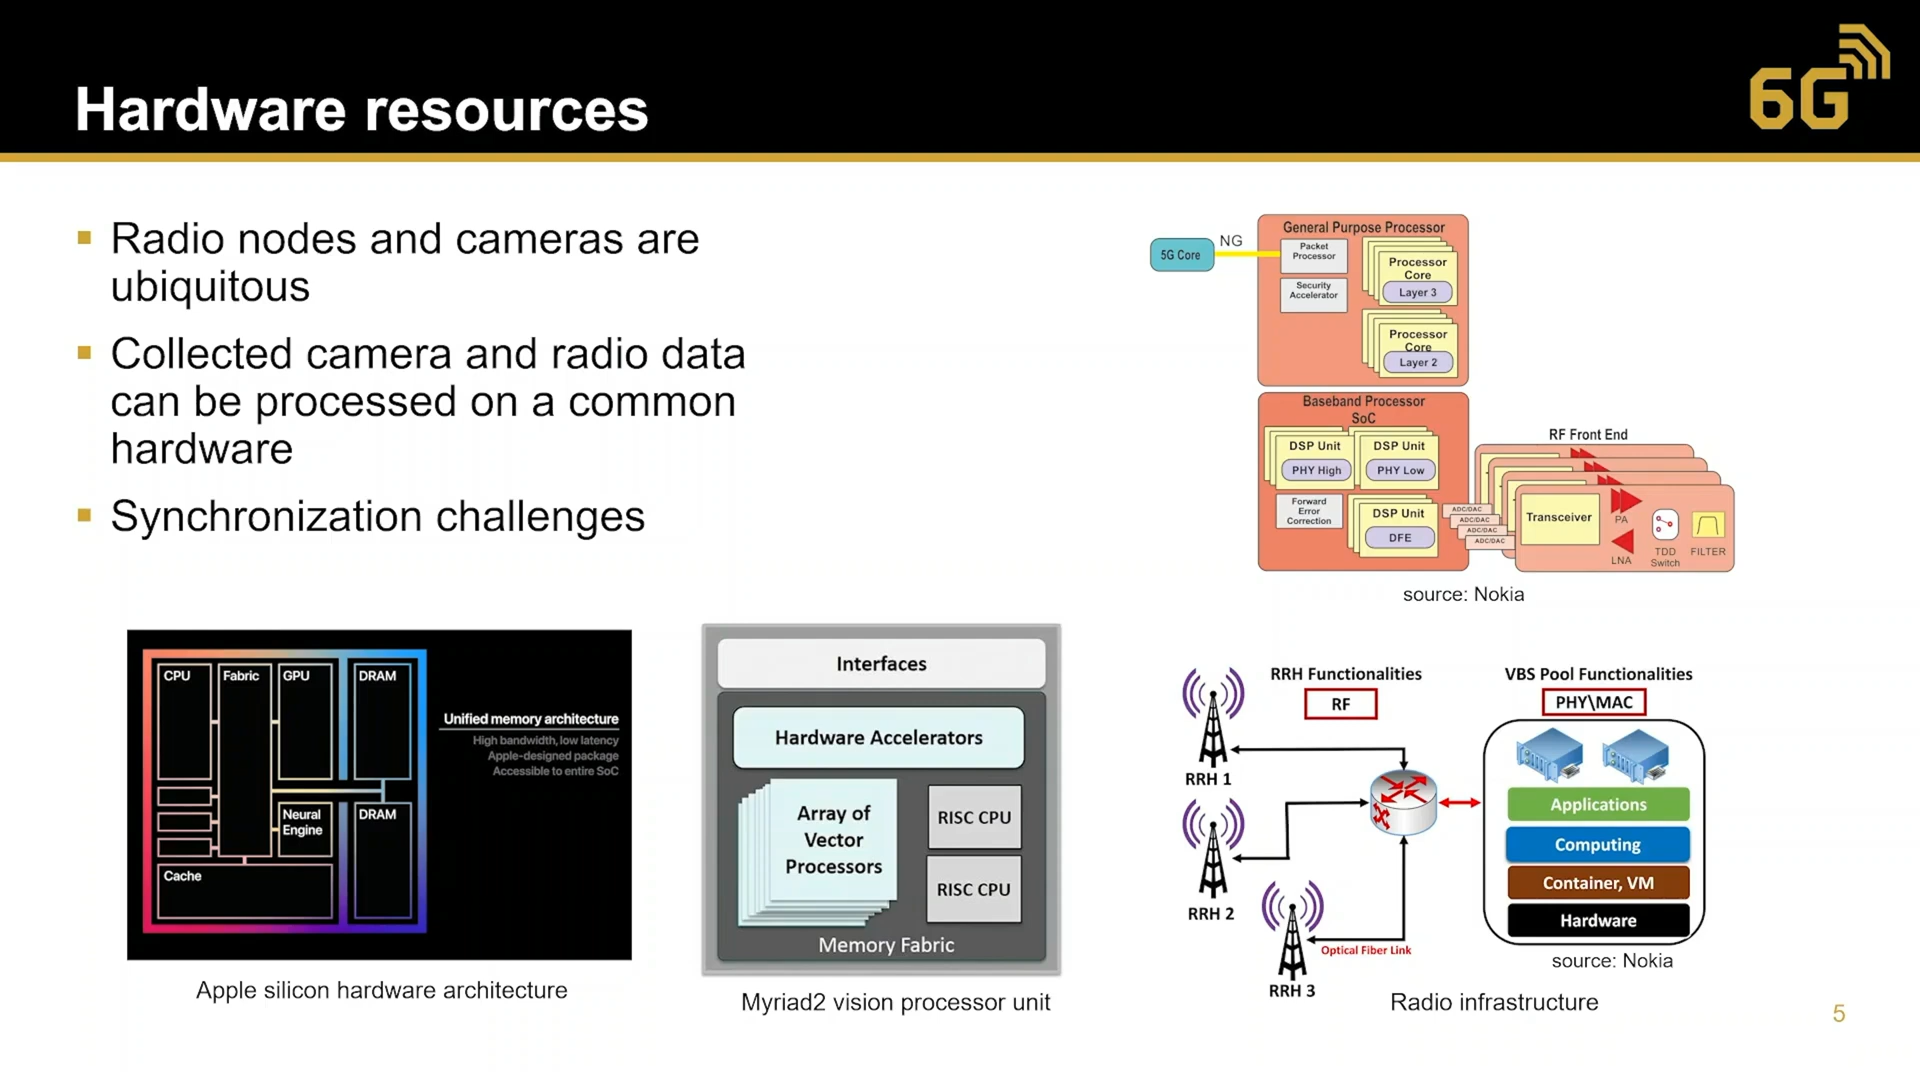 Hardware resources
6G
Radio nodes and cameras are
ubiquitous
Collected camera and radio data
can be processed on a common
hardware
Synchronization challenges
General Purpose Processor
5G Core
NG
Packet
Processor
Security
Accelerator
Processor
Core
Layer 3
Processor
Core
Layer 2
Baseband Processor
SoC
DSP Unit
PHY High
DSP Unit
PHY Low
Forward
Error
Correction
DSP Unit
DFE
ADC/DAC
ADC/DAC
ADC/DAC
ADC/DAC
RF Front End
Transceiver
PA
LNA
TDD
Switch
FILTER
source: Nokia
CPU
Fabric
GPU
DRAM
Neural
Engine
DRAM
Cache
Unified memory architecture
High bandwidth, low latency
Apple-designed package
Accessible to entire SoC
Apple silicon hardware architecture
Interfaces
Hardware Accelerators
Array of
Vector
Processors
RISC CPU
RISC CPU
Memory Fabric
Myriad2 vision processor unit
RRH Functionalities
RF
VBS Pool Functionalities
PHY\MAC
RRH 1
RRH 2
RRH 3
Optical Fiber Link
Applications
Computing
Container, VM
Hardware
source: Nokia
Radio infrastructure
5